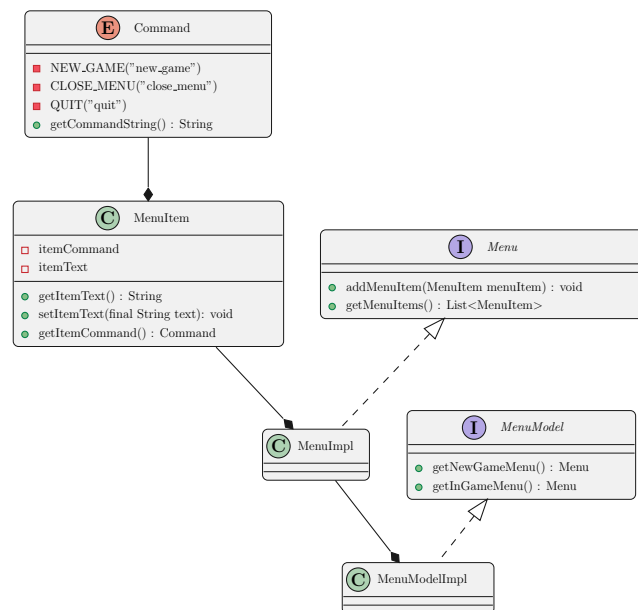 E Command
NEW_GAME("new_game")
CLOSE_MENU("close_menu")
QUIT("quit")
getCommandString() : String
C MenuItem
itemCommand
itemText
getItemText() : String
setItemText(final String text): void
getItemCommand() : Command
I Menu
addMenuItem(MenuItem menuItem) : void
getMenuItems() : List<MenuItem>
C MenuImpl
I MenuModel
getNewGameMenu() : Menu
getInGameMenu() : Menu
C MenuModelImpl